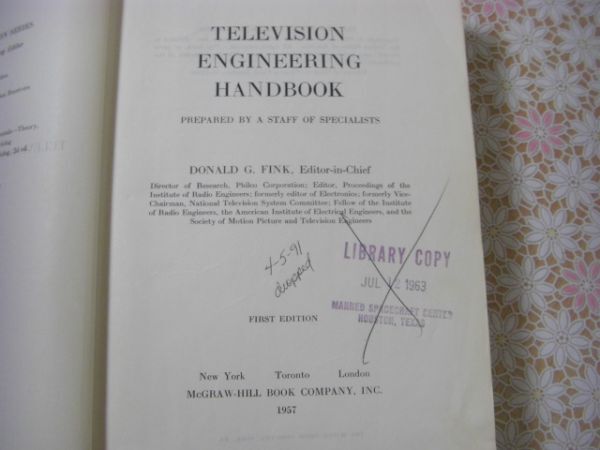 N SERIES
TELEVISION
ENGINEERING
HANDBOOK
PREPARED BY A STAFF OF SPECIALISTS
DONALD G. FINK, Editor-in-Chief
Director of Research, Philco Corporation; Editor, Proceedings of the
Institute of Radio Engineers; formerly editor of Electronics; formerly Vice-
Chairman, National Television System Committee; Fellow of the Institute
of Radio Engineers, the American Institute of Electrical Engineers, and the
Society of Motion Picture and Television Engineers
4-5-91
dropped
LIBRARY COPY
JUL 12 1963
MANNED SPACECRAFT CENTER
HOUSTON, TEXAS
FIRST EDITION
New York Toronto London
McGRAW-HILL BOOK COMPANY, INC.
1957